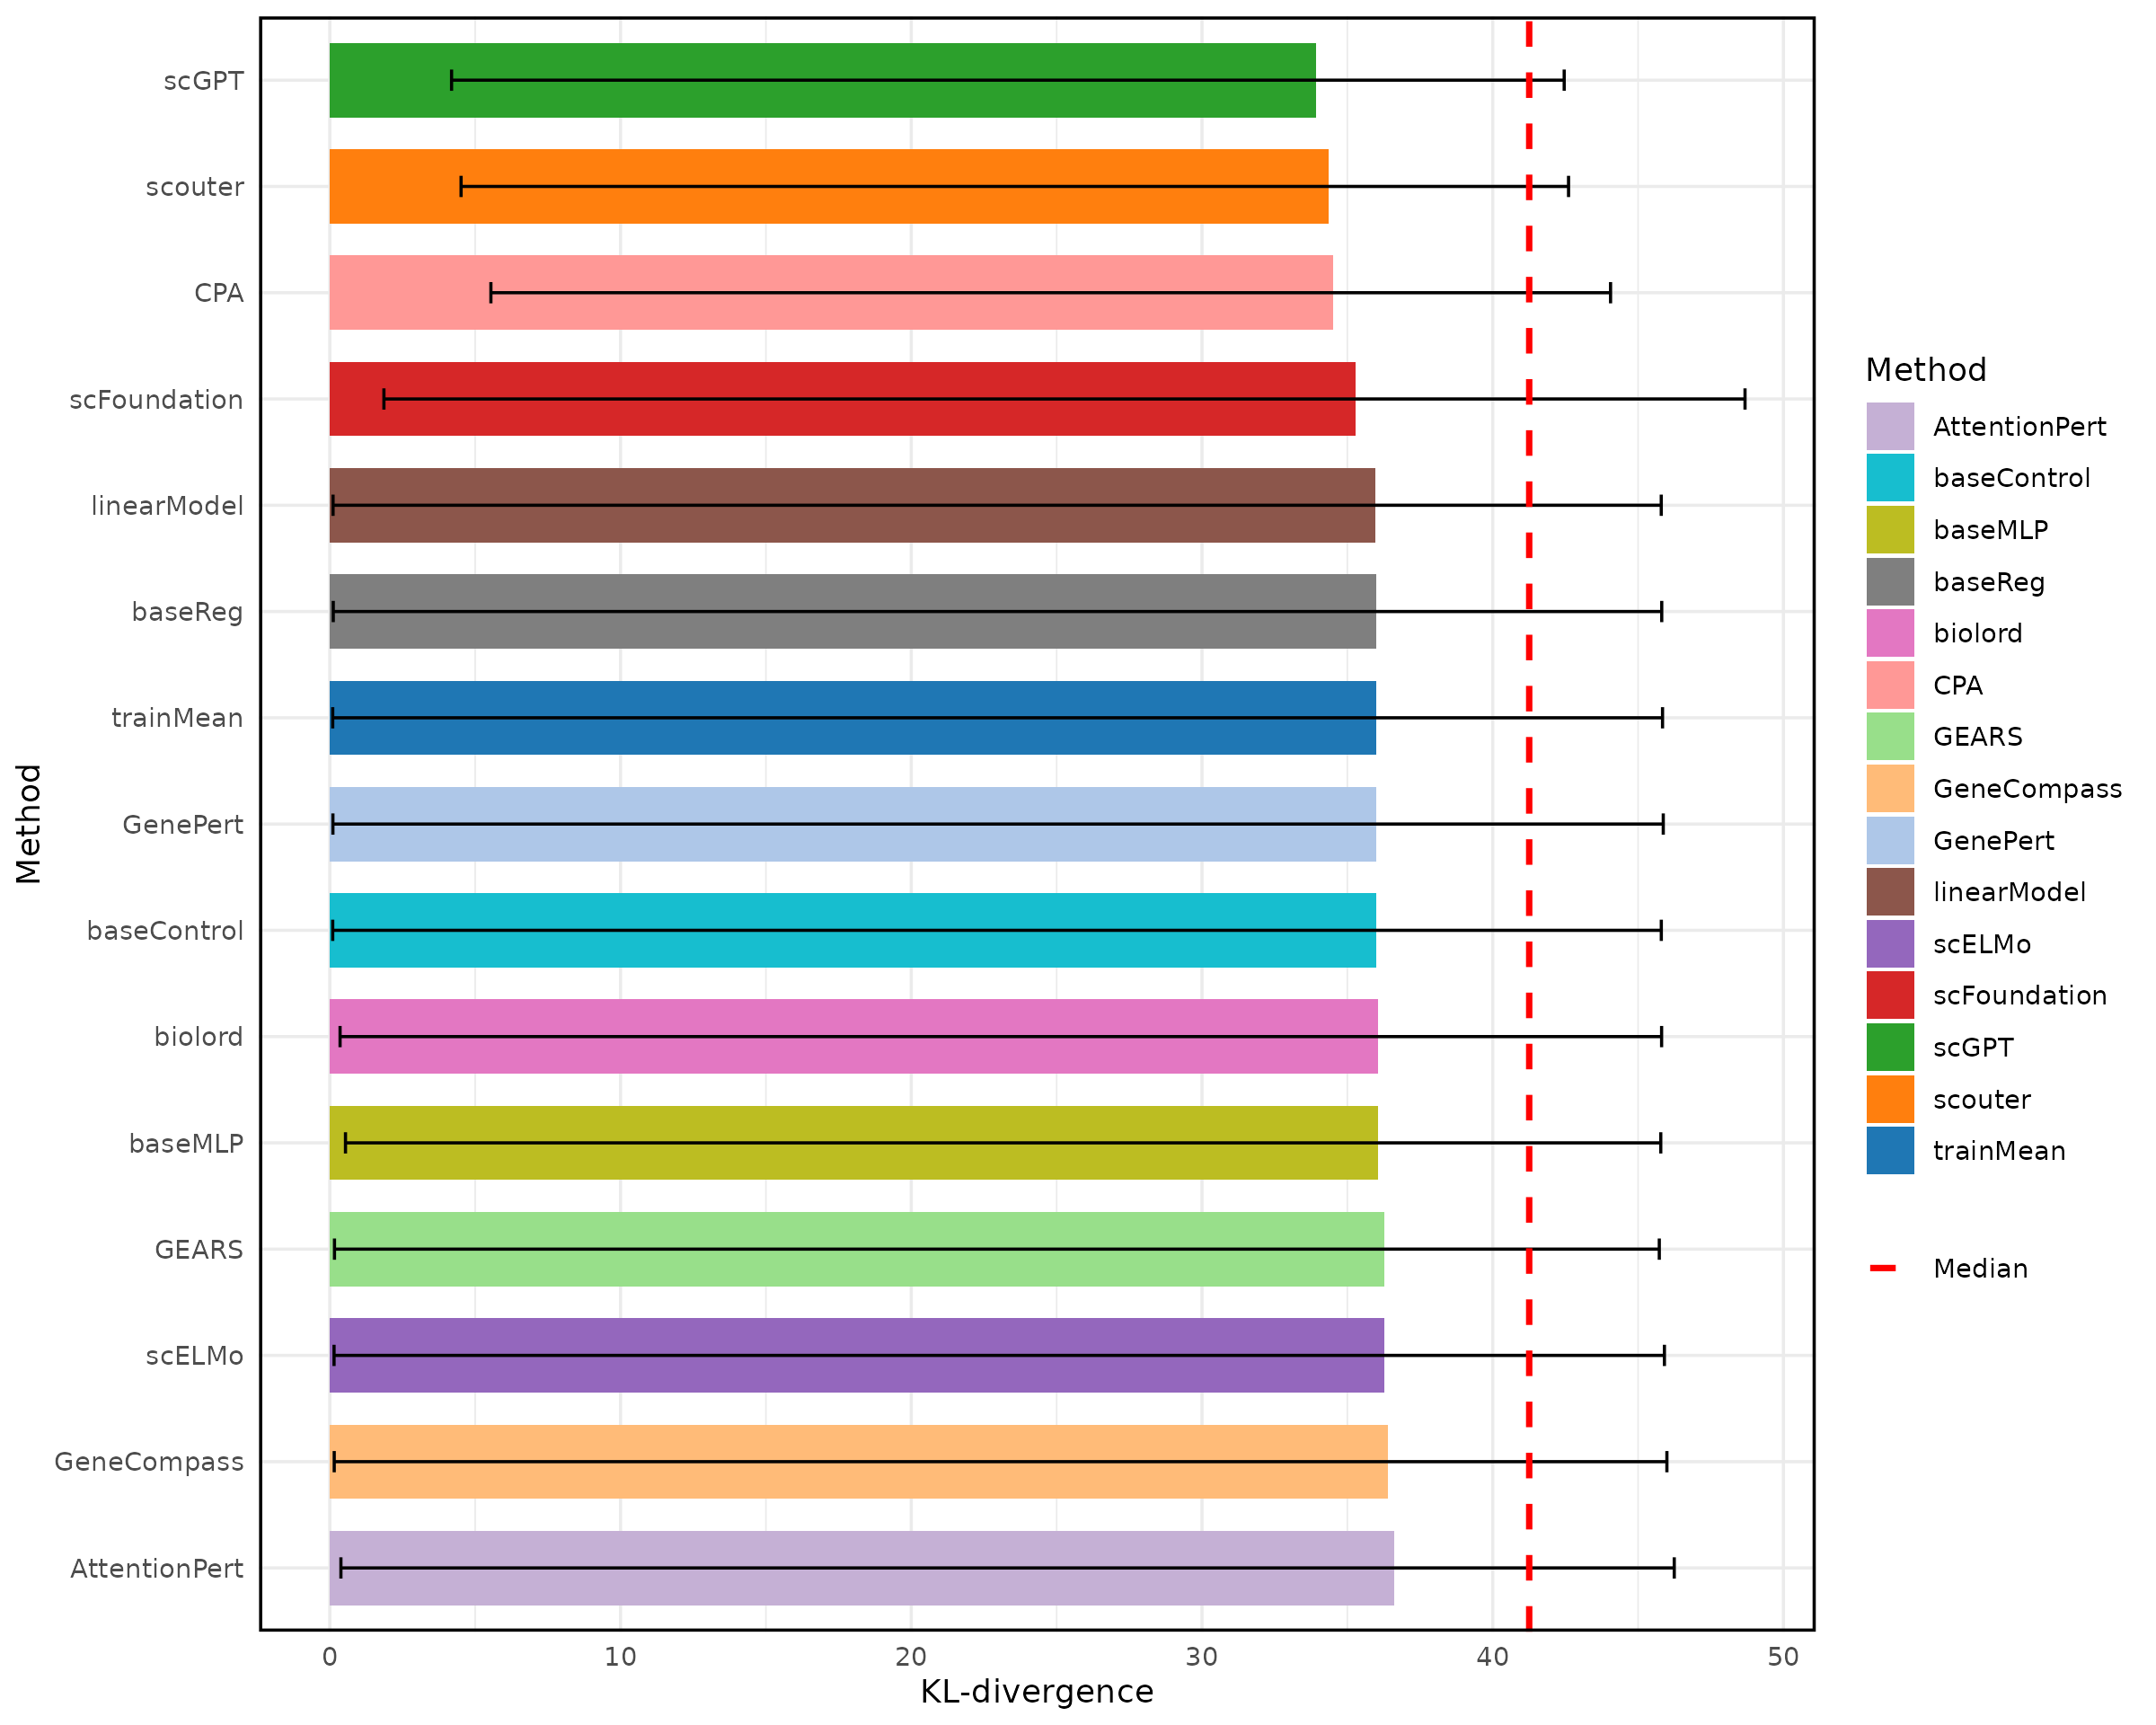 scGPT
scouter
CPA
scFoundation
linearModel
baseReg
trainMean
GenePert
baseControl
biolord
baseMLP
GEARS
scELMo
GeneCompass
AttentionPert
Method
0 10 20 30 40 50
KL-divergence
Method
AttentionPert
baseControl
baseMLP
baseReg
biolord
CPA
GEARS
GeneCompass
GenePert
linearModel
scELMo
scFoundation
scGPT
scouter
trainMean
Median